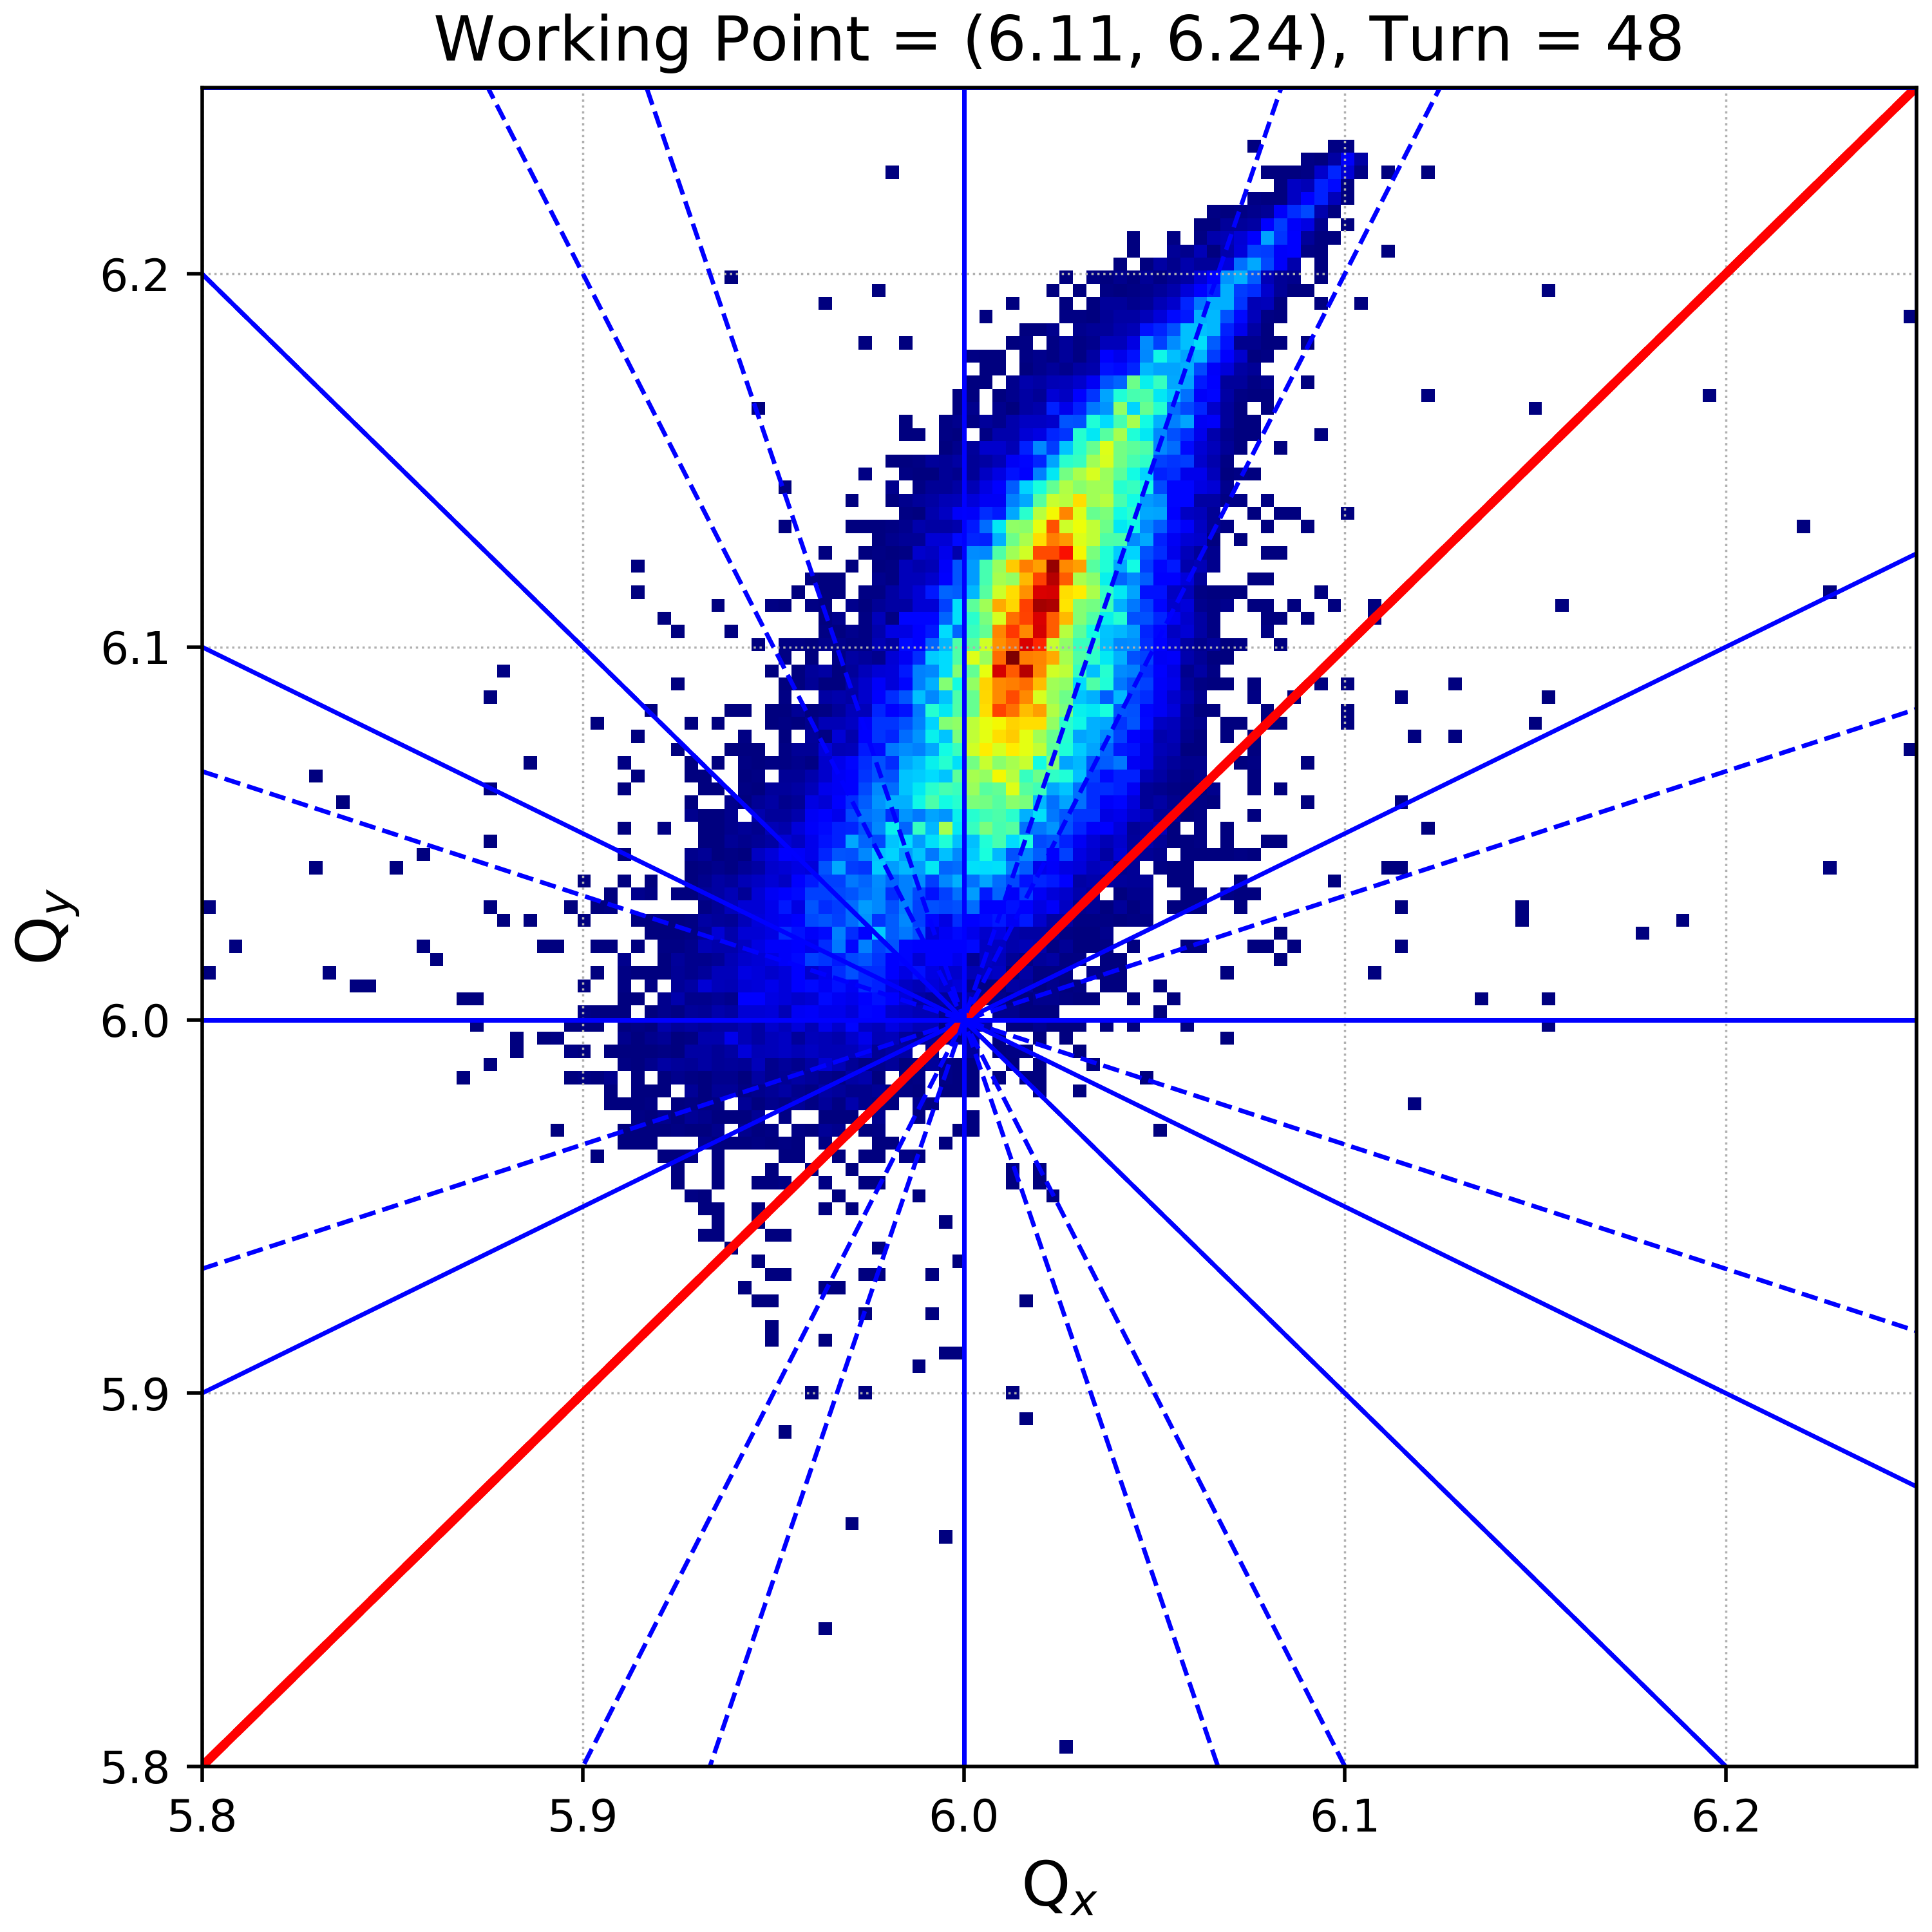 Working Point = (6.11, 6.24), Turn = 48
6.2
6.1
6.0
5.9
5.8
Qy
5.8 5.9 6.0 6.1 6.2
Qx